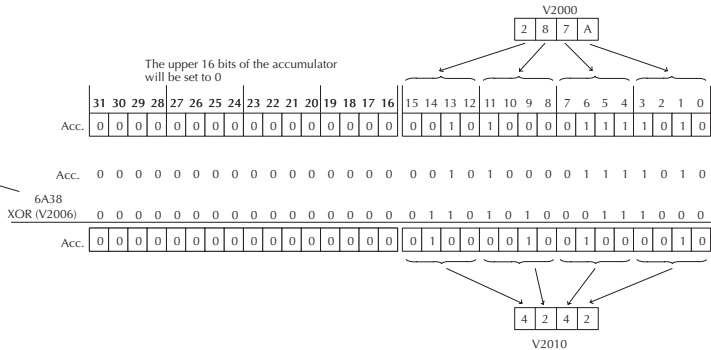 V2000
2 8 7 A
The upper 16 bits of the accumulator
will be set to 0
31 30 29 28 27 26 25 24 23 22 21 20 19 18 17 16 15 14 13 12 11 10 9 8 7 6 5 4 3 2 1 0
Acc. 0 0 0 0 0 0 0 0 0 0 0 0 0 0 0 0 0 0 1 0 1 0 0 0 0 1 1 1 1 0 1 0
Acc. 0 0 0 0 0 0 0 0 0 0 0 0 0 0 0 0 0 0 1 0 1 0 0 0 0 1 1 1 1 0 1 0
6A38
XOR (V2006) 0 0 0 0 0 0 0 0 0 0 0 0 0 0 0 0 0 1 1 0 1 0 1 0 0 0 1 1 1 0 0 0
Acc. 0 0 0 0 0 0 0 0 0 0 0 0 0 0 0 0 0 1 0 0 0 0 1 0 0 1 0 0 0 0 1 0
4 2 4 2
V2010